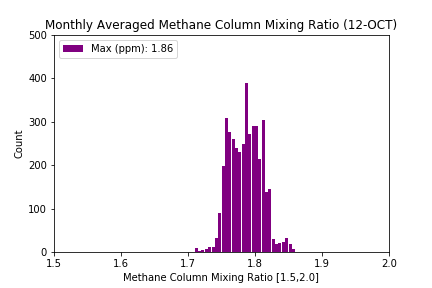 Monthly Averaged Methane Column Mixing Ratio (12-OCT)
500
Max (ppm): 1.86
400
300
Count
200
100
0
1.5 1.6 1.7 1.8 1.9 2.0
Methane Column Mixing Ratio [1.5,2.0]